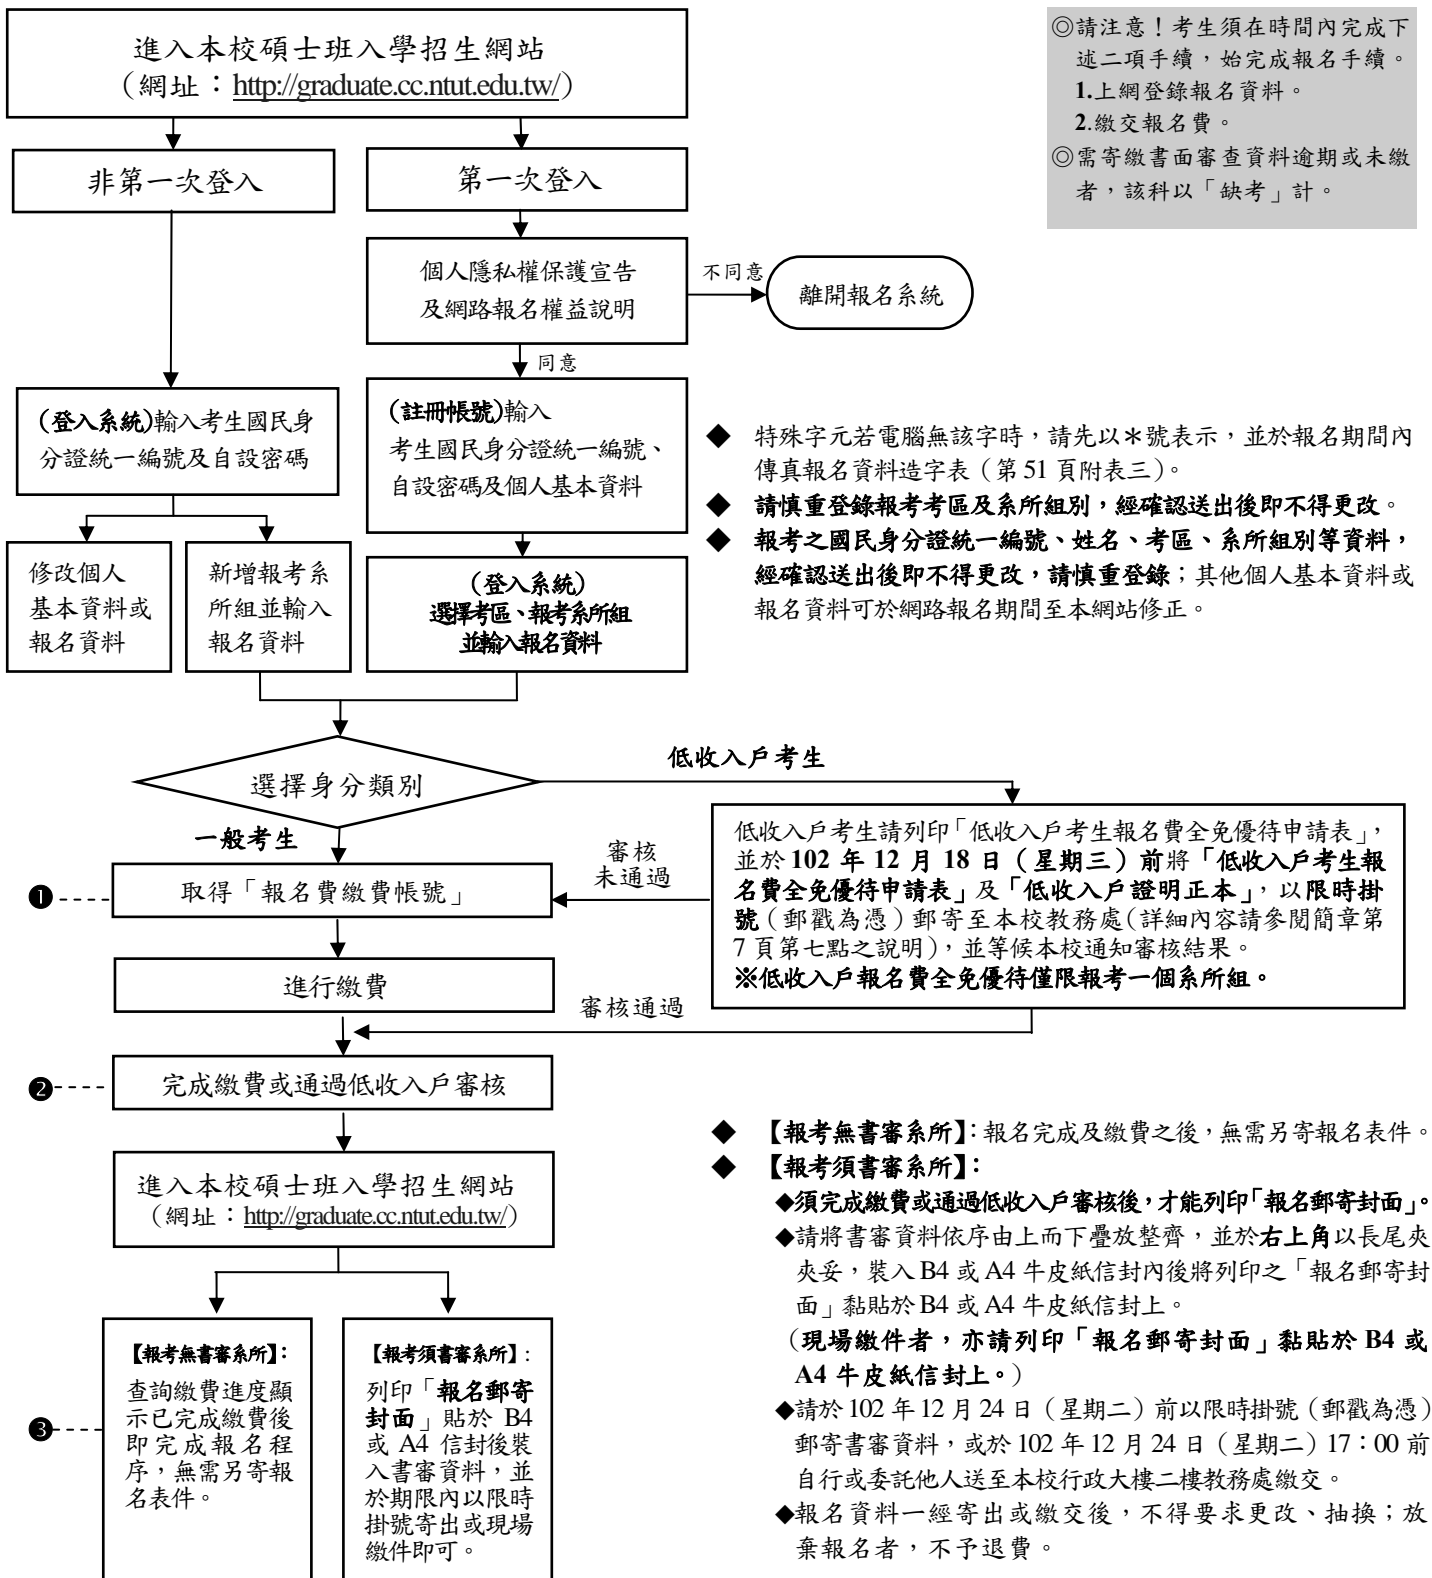 進入本校碩士班入學招生網站
（網址：http://graduate.cc.ntut.edu.tw/）
◎請注意！考生須在時間內完成下
述二項手續，始完成報名手續。
1.上網登錄報名資料。
2.繳交報名費。
◎需寄繳書面審查資料逾期或未繳
者，該科以「缺考」計。
非第一次登入
第一次登入
個人隱私權保護宣告
及網路報名權益說明
不同意
離開報名系統
同意
(登入系統)輸入考生國民身
分證統一編號及自設密碼
(註冊帳號)輸入
考生國民身分證統一編號、
自設密碼及個人基本資料
◆ 特殊字元若電腦無該字時，請先以＊號表示，並於報名期間內
傳真報名資料造字表（第 51 頁附表三）。
◆ 請慎重登錄報考考區及系所組別，經確認送出後即不得更改。
◆ 報考之國民身分證統一編號、姓名、考區、系所組別等資料，
經確認送出後即不得更改，請慎重登錄；其他個人基本資料或
報名資料可於網路報名期間至本網站修正。
修改個人
基本資料或
報名資料
新增報考系
所組並輸入
報名資料
(登入系統)
選擇考區、報考系所組
並輸入報名資料
選擇身分類別
低收入戶考生
一般考生
低收入戶考生請列印「低收入戶考生報名費全免優待申請表」，
並於 102 年 12 月 18 日（星期三）前將「低收入戶考生報
名費全免優待申請表」及「低收入戶證明正本」，以限時掛
號（郵戳為憑）郵寄至本校教務處(詳細內容請參閱簡章第
7 頁第七點之說明)，並等候本校通知審核結果。
※低收入戶報名費全免優待僅限報考一個系所組。
審核
未通過
❶
取得「報名費繳費帳號」
進行繳費
審核通過
❷
完成繳費或通過低收入戶審核
進入本校碩士班入學招生網站
（網址：http://graduate.cc.ntut.edu.tw/）
❸
【報考無書審系所】：
查詢繳費進度顯
示已完成繳費後
即完成報名程
序，無需另寄報
名表件。
【報考須書審系所】:
列印「報名郵寄
封面」貼於 B4
或 A4 信封後裝
入書審資料，並
於期限內以限時
掛號寄出或現場
繳件即可。
◆ 【報考無書審系所】：報名完成及繳費之後，無需另寄報名表件。
◆ 【報考須書審系所】：
◆須完成繳費或通過低收入戶審核後，才能列印「報名郵寄封面」。
◆請將書審資料依序由上而下疊放整齊，並於右上角以長尾夾
夾妥，裝入 B4 或 A4 牛皮紙信封內後將列印之「報名郵寄封
面」黏貼於 B4 或 A4 牛皮紙信封上。
（現場繳件者，亦請列印「報名郵寄封面」黏貼於 B4 或
A4 牛皮紙信封上。）
◆請於 102 年 12 月 24 日（星期二）前以限時掛號（郵戳為憑）
郵寄書審資料，或於 102 年 12 月 24 日（星期二）17：00 前
自行或委託他人送至本校行政大樓二樓教務處繳交。
◆報名資料一經寄出或繳交後，不得要求更改、抽換；放
棄報名者，不予退費。